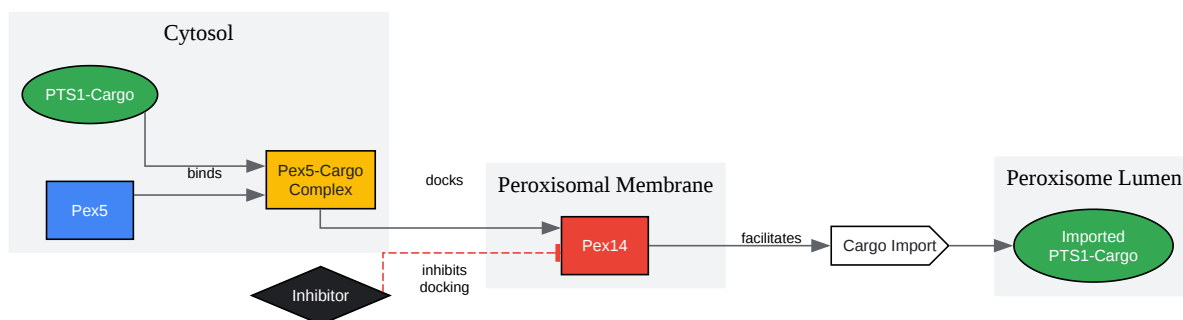 Cytosol
PTS1-Cargo
binds
Pex5-Cargo
Complex
Pex5
docks
Peroxisomal Membrane
Pex14
inhibits
docking
Inhibitor
facilitates
Cargo Import
Peroxisome Lumen
Imported
PTS1-Cargo